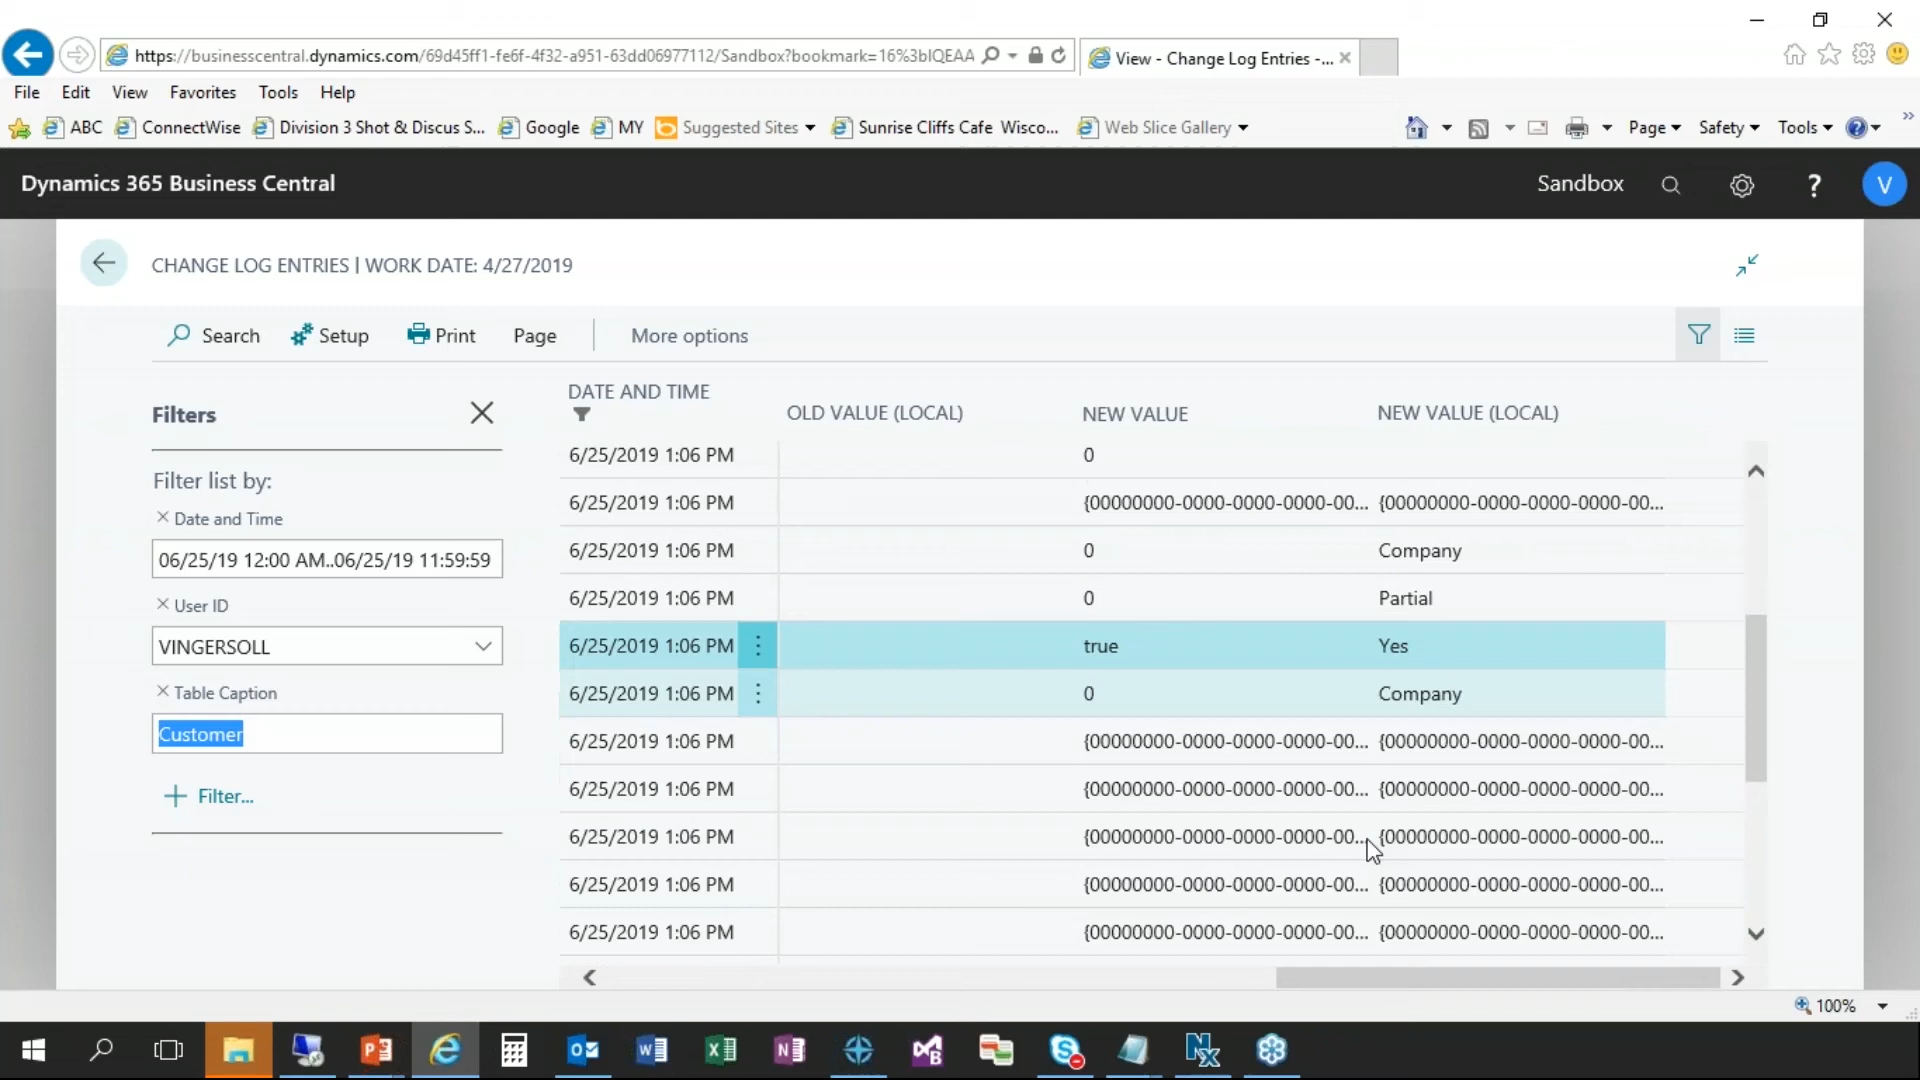 https://businesscentral.dynamics.com/69d45ff1-fe6f-4f32-a951-63dd06977112/Sandbox?bookmark=16%3bIQEAA
View - Change Log Entries -...
File Edit View Favorites Tools Help
ABC ConnectWise Division 3 Shot & Discus S... Google MY Suggested Sites Sunrise Cliffs Cafe Wisco... Web Slice Gallery Page Safety Tools
Dynamics 365 Business Central
Sandbox ? V
CHANGE LOG ENTRIES | WORK DATE: 4/27/2019
Search Setup Print Page More options
Filters
Filter list by:
Date and Time
06/25/19 12:00 AM..06/25/19 11:59:59
User ID
VINGERSOLL
Table Caption
Customer
Filter...
DATE AND TIME OLD VALUE (LOCAL) NEW VALUE NEW VALUE (LOCAL)
6/25/2019 1:06 PM 0
6/25/2019 1:06 PM {00000000-0000-0000-0000-00... {00000000-0000-0000-0000-00...
6/25/2019 1:06 PM 0 Company
6/25/2019 1:06 PM 0 Partial
6/25/2019 1:06 PM true Yes
6/25/2019 1:06 PM 0 Company
6/25/2019 1:06 PM {00000000-0000-0000-0000-00... {00000000-0000-0000-0000-00...
6/25/2019 1:06 PM {00000000-0000-0000-0000-00... {00000000-0000-0000-0000-00...
6/25/2019 1:06 PM {00000000-0000-0000-0000-00... {00000000-0000-0000-0000-00...
6/25/2019 1:06 PM {00000000-0000-0000-0000-00... {00000000-0000-0000-0000-00...
6/25/2019 1:06 PM {00000000-0000-0000-0000-00... {00000000-0000-0000-0000-00...
100%